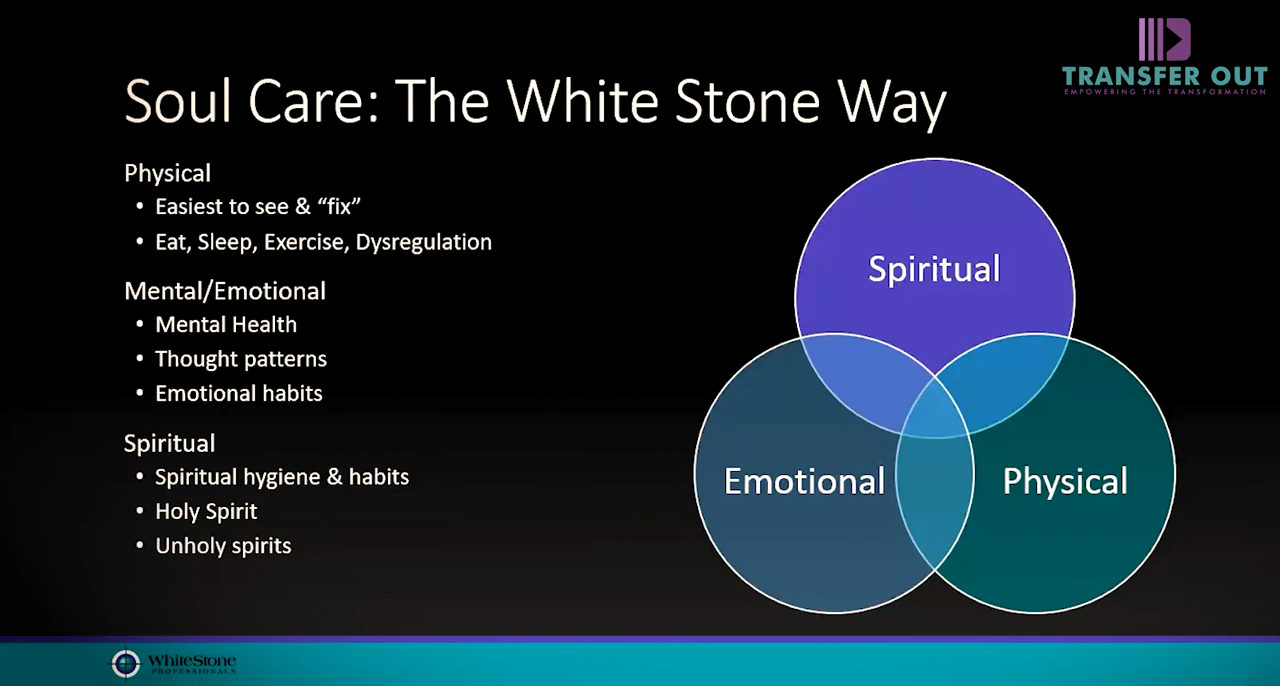 TRANSFER OUT
EMPOWERING THE TRANSFORMATION
Soul Care: The White Stone Way
Physical
• Easiest to see & “fix”
• Eat, Sleep, Exercise, Dysregulation
Mental/Emotional
• Mental Health
• Thought patterns
• Emotional habits
Spiritual
• Spiritual hygiene & habits
• Holy Spirit
• Unholy spirits
Spiritual
Emotional
Physical
WhiteStone
PROFESSIONALS